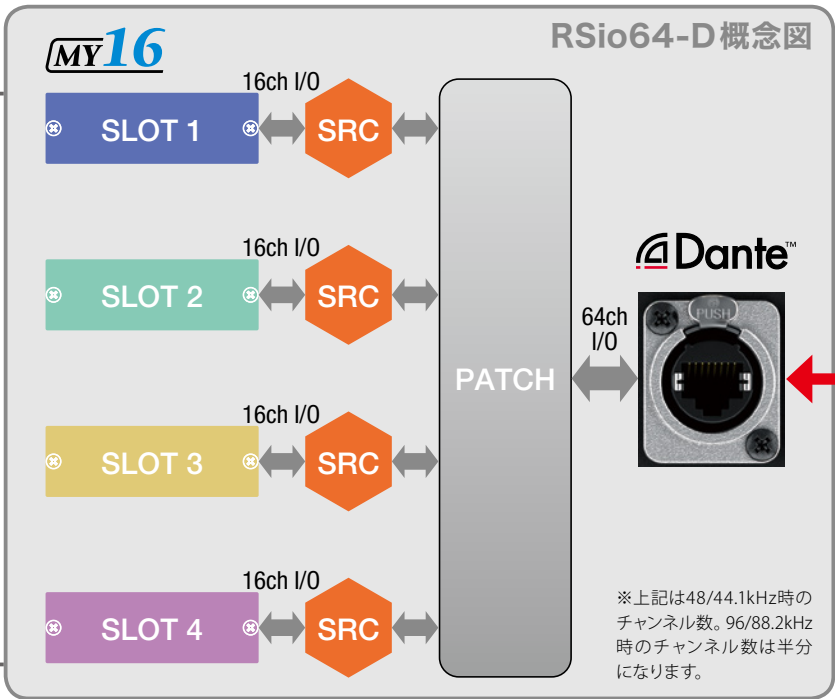 RSio64-D概念図
MY16
16ch I/O
SLOT 1
SRC
16ch I/O
SLOT 2
SRC
16ch I/O
SLOT 3
SRC
16ch I/O
SLOT 4
SRC
PATCH
64ch
I/O
Dante™
PUSH
※上記は48/44.1kHz時の
チャンネル数。96/88.2kHz
時のチャンネル数は半分
になります。